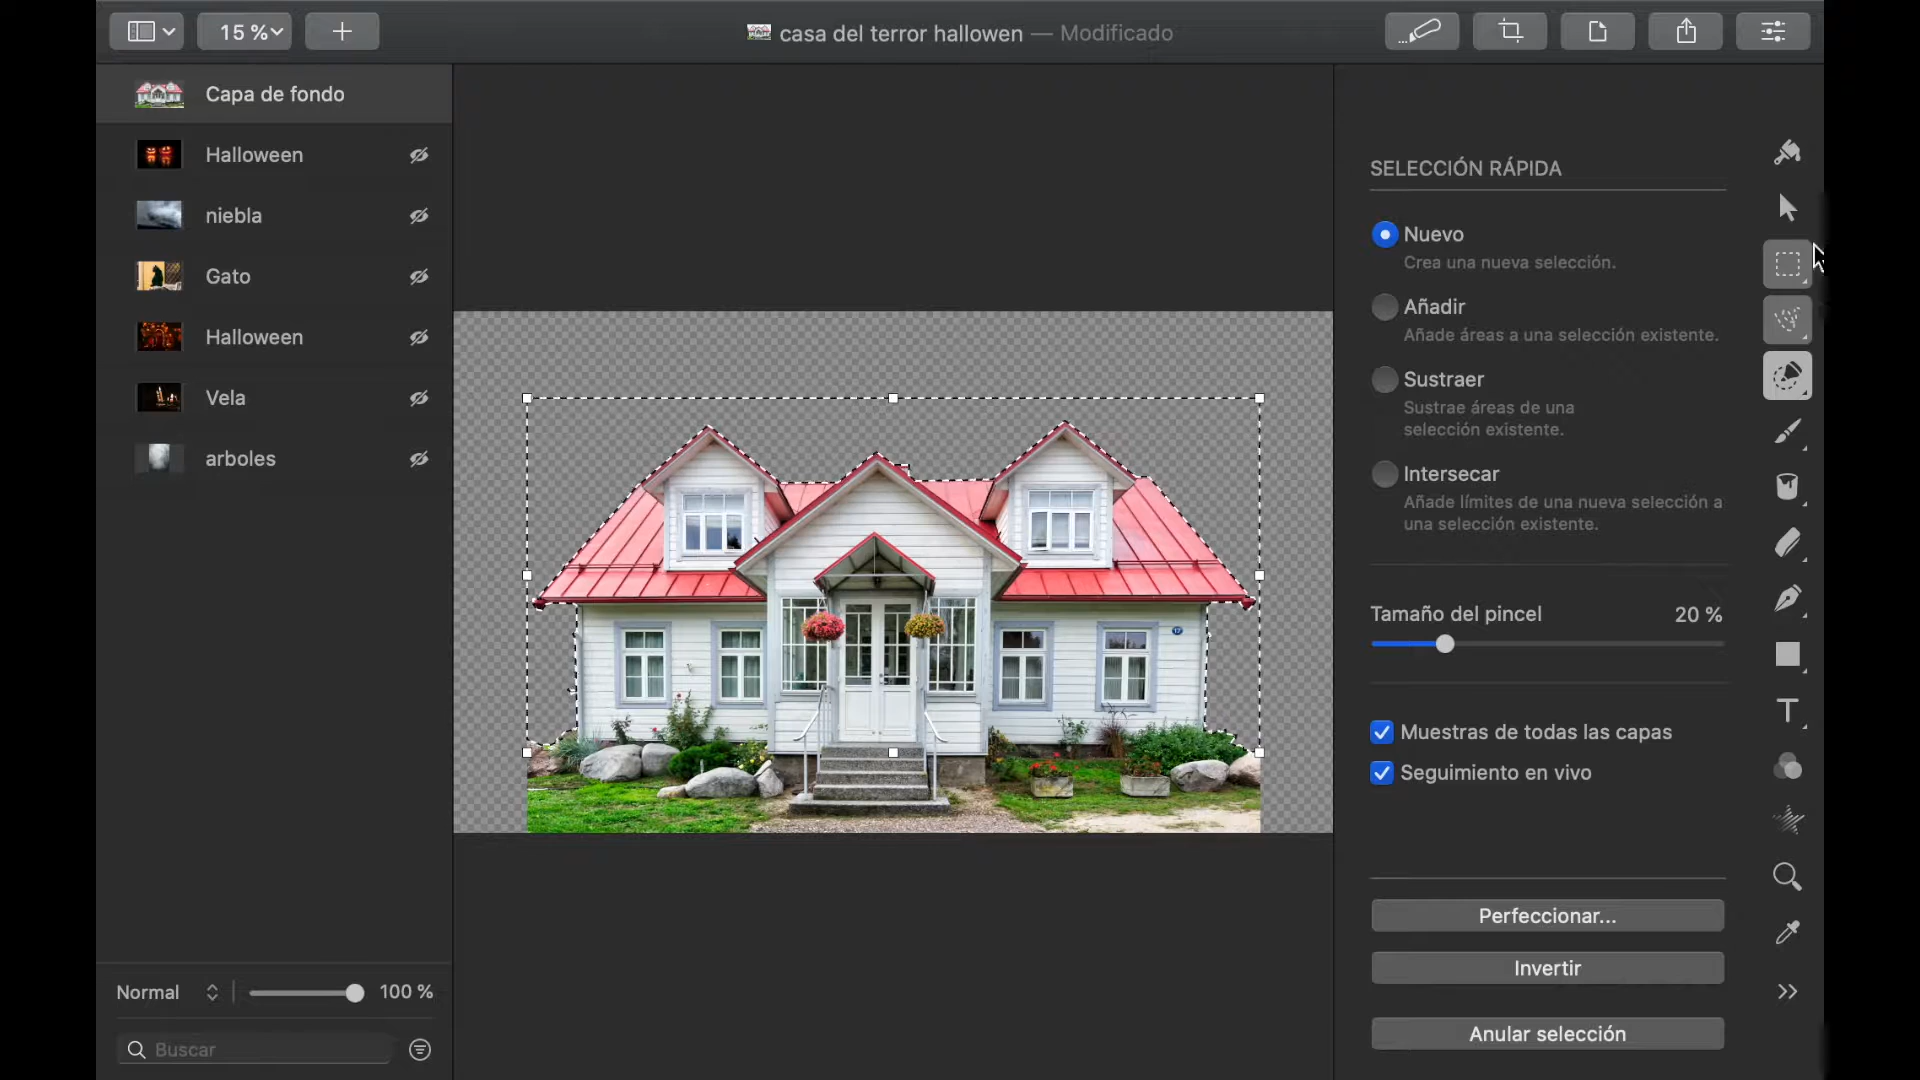 15 %
casa del terror hallowen — Modificado
Capa de fondo
Halloween
niebla
Gato
Halloween
Vela
arboles
Normal
100 %
Buscar
SELECCIÓN RÁPIDA
Nuevo
Crea una nueva selección.
Añadir
Añade áreas a una selección existente.
Sustraer
Sustrae áreas de una
selección existente.
Intersecar
Añade límites de una nueva selección a
una selección existente.
Tamaño del pincel
20 %
Muestras de todas las capas
Seguimiento en vivo
Perfeccionar...
Invertir
Anular selección